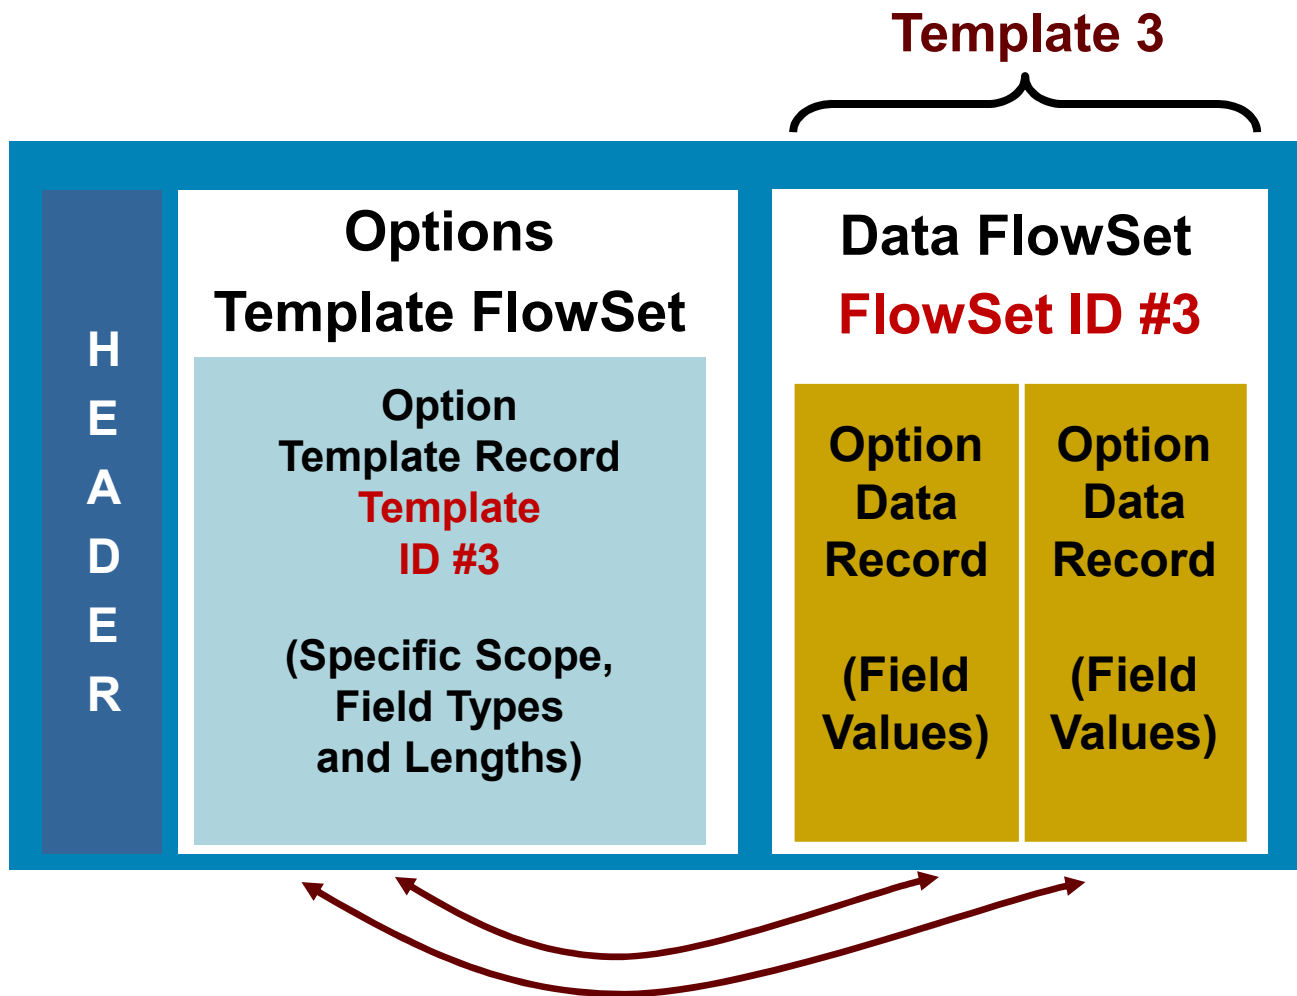 Template 3
H
E
A
D
E
R
Options
Template FlowSet
Option
Template Record
Template
ID #3
(Specific Scope,
Field Types
and Lengths)
Data FlowSet
FlowSet ID #3
Option
Data
Record
(Field
Values)
Option
Data
Record
(Field
Values)